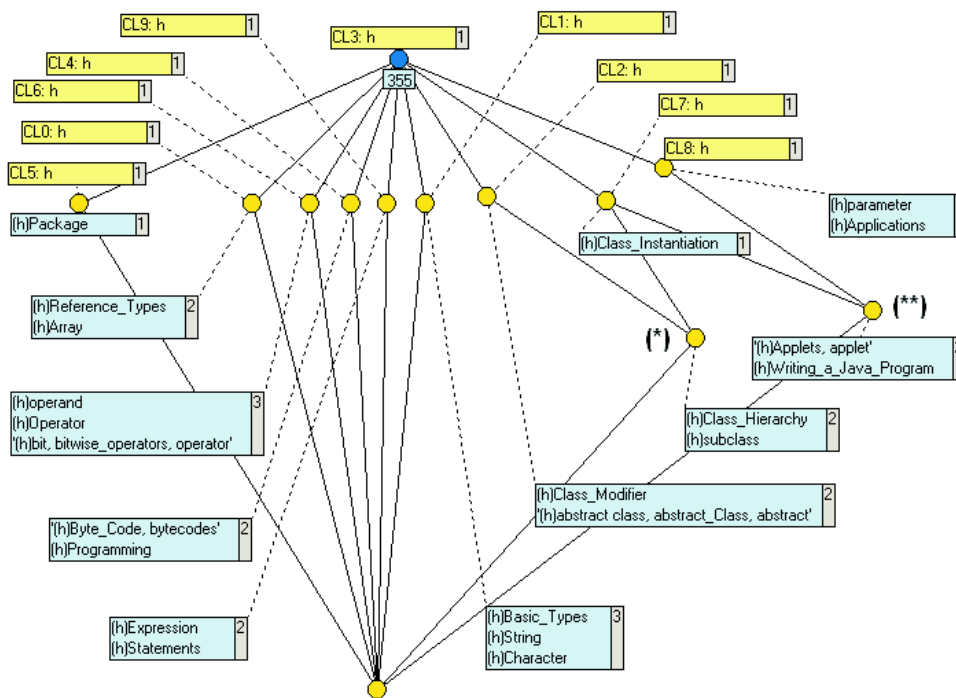 CL9: h 1
CL3: h 1
CL1: h 1
CL4: h 1
CL2: h 1
355
CL6: h 1
CL7: h 1
CL0: h 1
CL8: h 1
CL5: h 1
(h)Package 1
(h)parameter
(h)Applications
(h)Class_Instantiation 1
(h)Reference_Types 2
(h)Array
(*)
(**)
'(h)Applets, applet'
(h)Writing_a_Java_Program
(h)operand 3
(h)Operator
'(h)bit, bitwise_operators, operator'
(h)Class_Hierarchy 2
(h)subclass
(h)Class_Modifier 2
'(h)abstract class, abstract_Class, abstract'
'(h)Byte_Code, bytecodes' 2
(h)Programming
(h)Expression 2
(h)Statements
(h)Basic_Types 3
(h)String
(h)Character